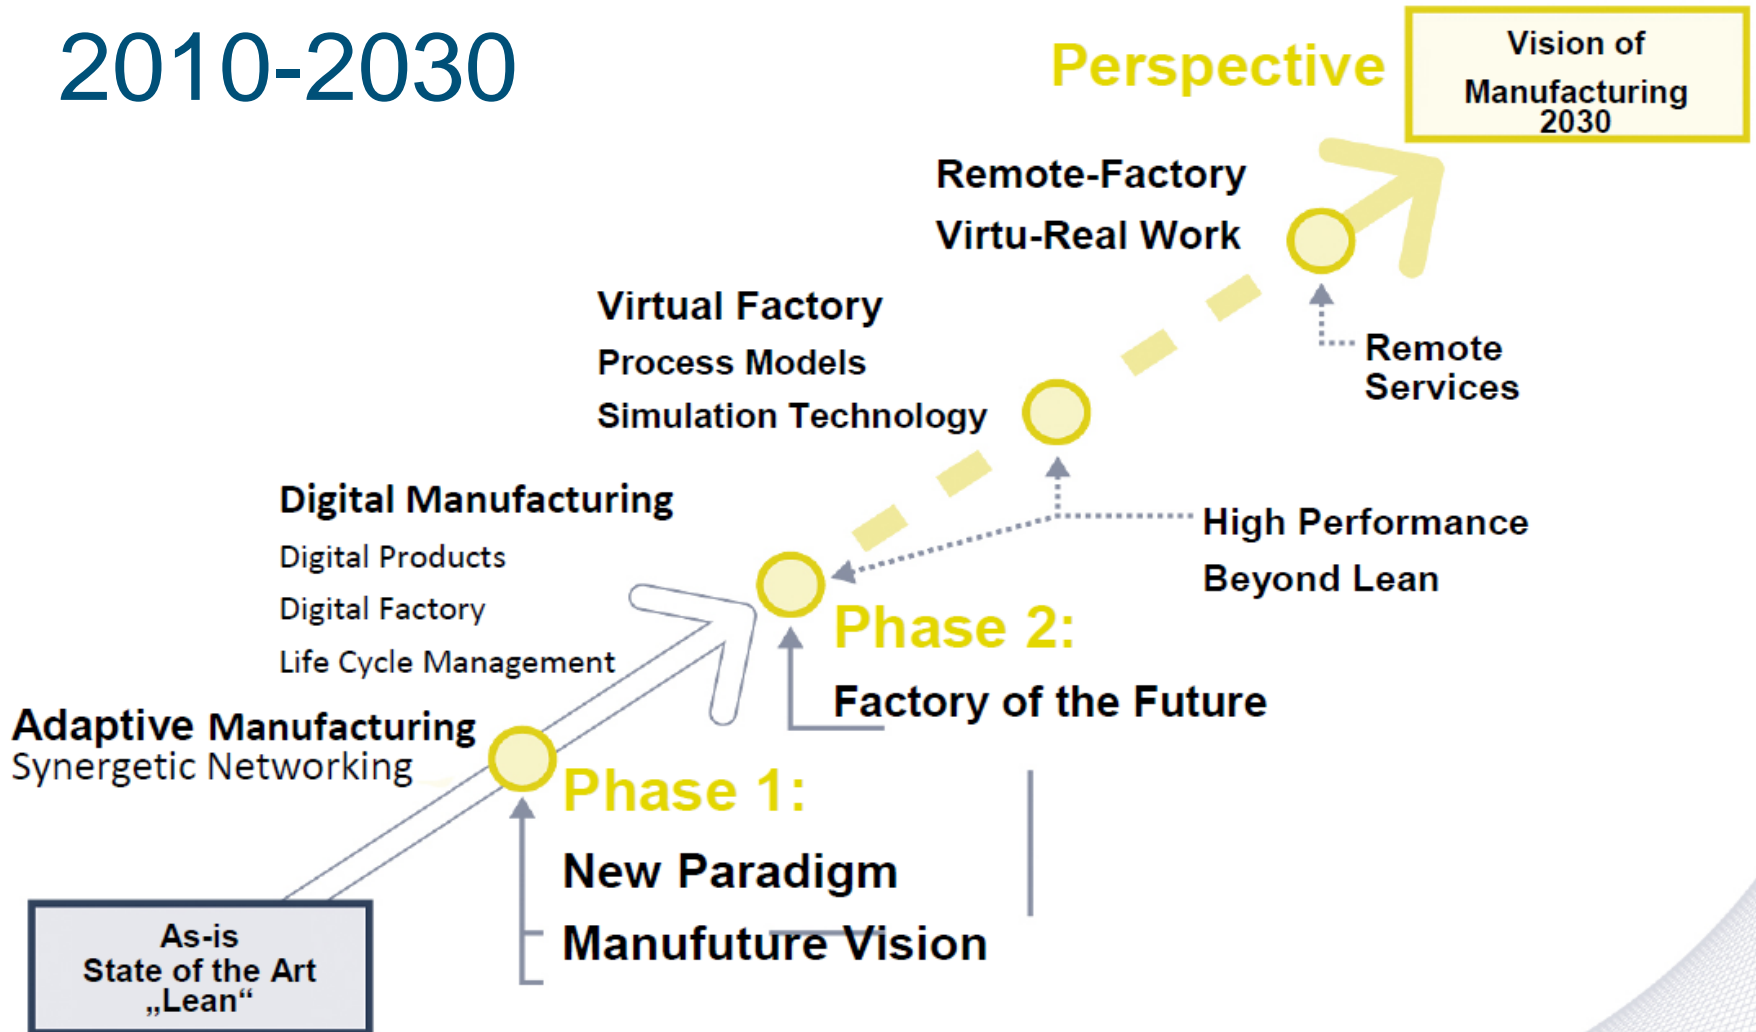 2010-2030
Perspective
Vision of
Manufacturing
2030
Remote-Factory
Virtu-Real Work
Remote
Services
Virtual Factory
Process Models
Simulation Technology
High Performance
Beyond Lean
Digital Manufacturing
Digital Products
Digital Factory
Life Cycle Management
Phase 2:
Factory of the Future
Adaptive Manufacturing
Synergetic Networking
Phase 1:
New Paradigm
Manufuture Vision
As-is
State of the Art
„Lean“